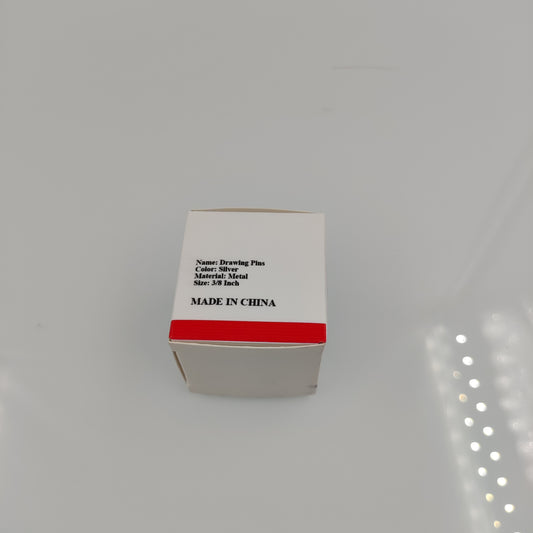 Name: Drawing Pins
Color: Silver
Material: Metal
Size: 3/8 Inch
MADE IN CHINA